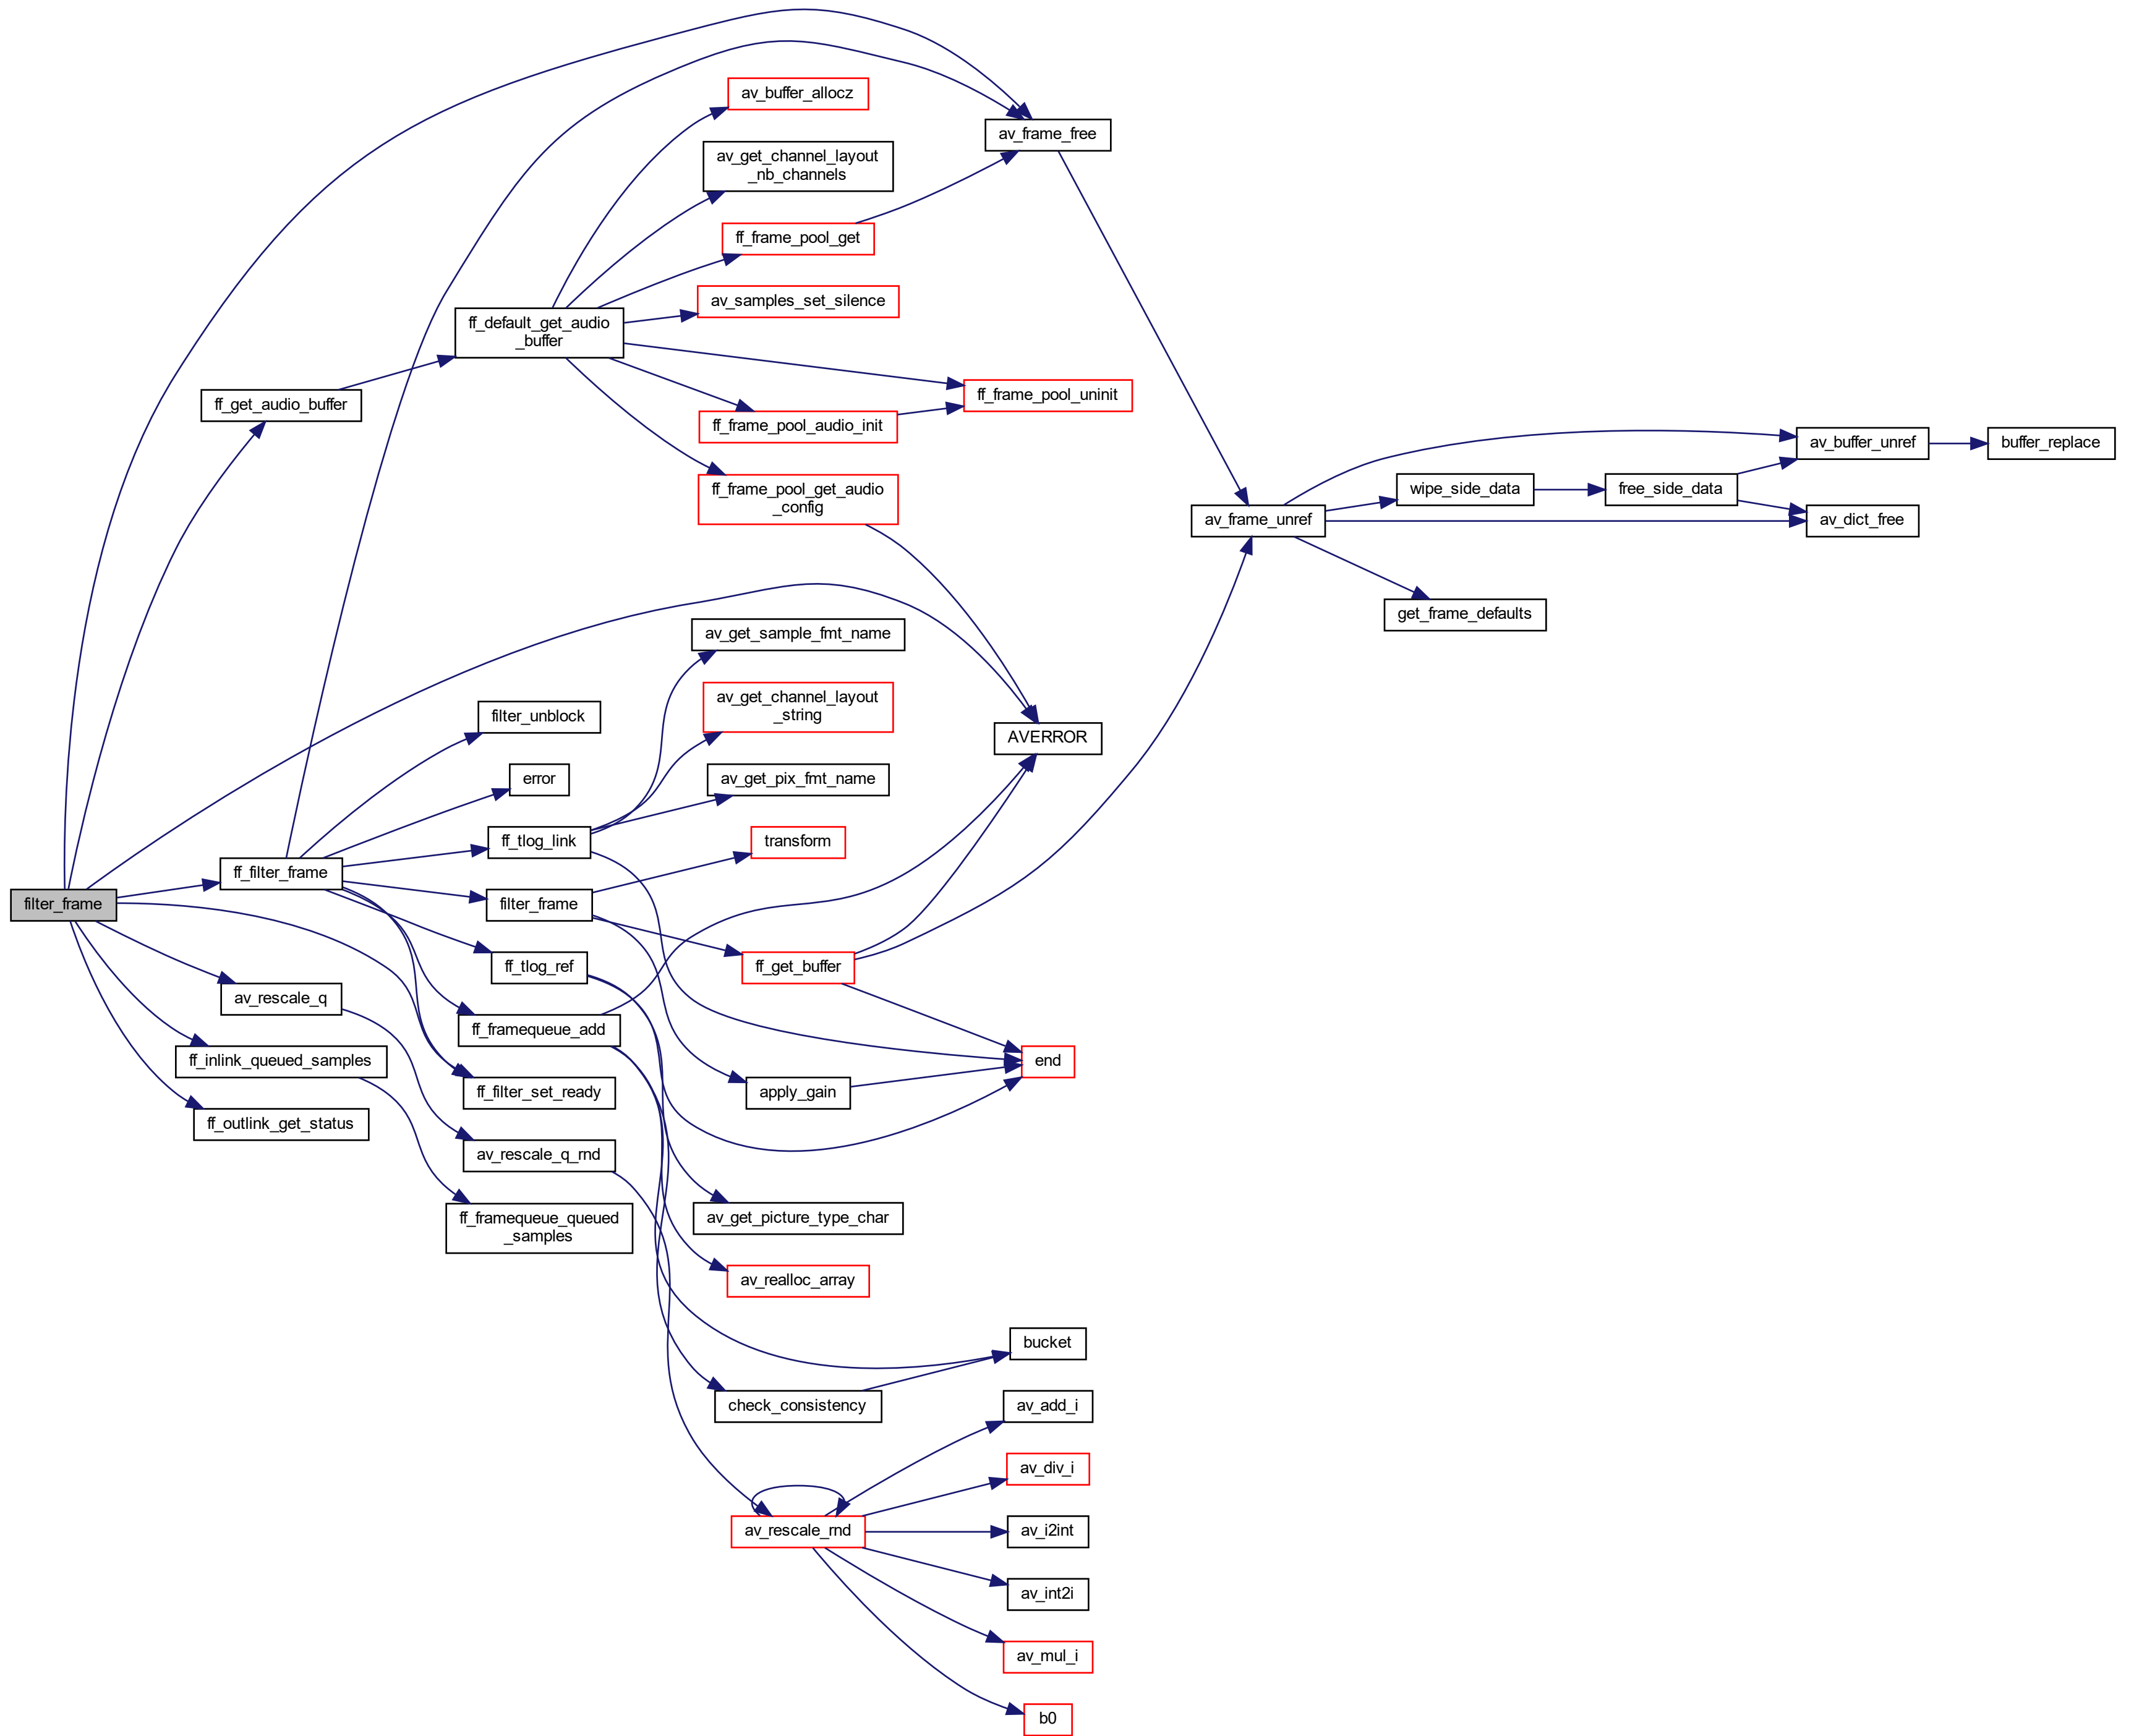 av_buffer_allocz
av_frame_free
av_get_channel_layout
_nb_channels
ff_frame_pool_get
av_samples_set_silence
ff_default_get_audio
_buffer
ff_get_audio_buffer
ff_frame_pool_uninit
ff_frame_pool_audio_init
av_buffer_unref
buffer_replace
ff_frame_pool_get_audio
_config
wipe_side_data
free_side_data
av_frame_unref
av_dict_free
get_frame_defaults
av_get_sample_fmt_name
av_get_channel_layout
_string
filter_unblock
AVERROR
error
av_get_pix_fmt_name
ff_tlog_link
transform
ff_filter_frame
filter_frame
filter_frame
ff_tlog_ref
ff_get_buffer
av_rescale_q
ff_framequeue_add
ff_inlink_queued_samples
end
ff_filter_set_ready
apply_gain
ff_outlink_get_status
av_rescale_q_rnd
ff_framequeue_queued
_samples
av_get_picture_type_char
av_realloc_array
bucket
check_consistency
av_add_i
av_div_i
av_rescale_rnd
av_i2int
av_int2i
av_mul_i
b0